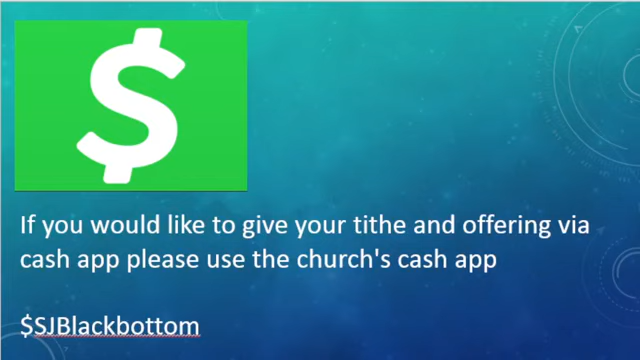 $
If you would like to give your tithe and offering via
cash app please use the church's cash app
$SJBlackbottom